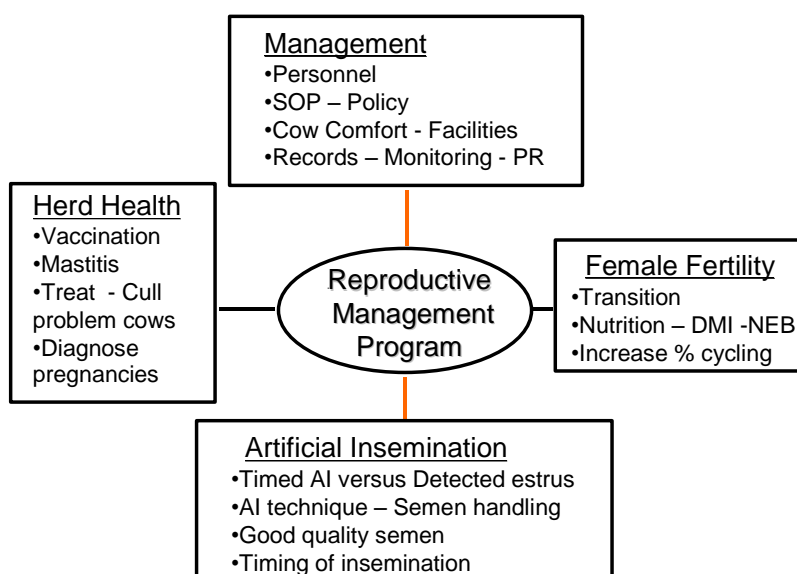 Management
•Personnel
•SOP – Policy
•Cow Comfort - Facilities
•Records – Monitoring - PR
Herd Health
•Vaccination
•Mastitis
•Treat - Cull
problem cows
•Diagnose
pregnancies
Reproductive
Management
Program
Female Fertility
•Transition
•Nutrition – DMI -NEB
•Increase % cycling
Artificial Insemination
•Timed AI versus Detected estrus
•AI technique – Semen handling
•Good quality semen
•Timing of insemination